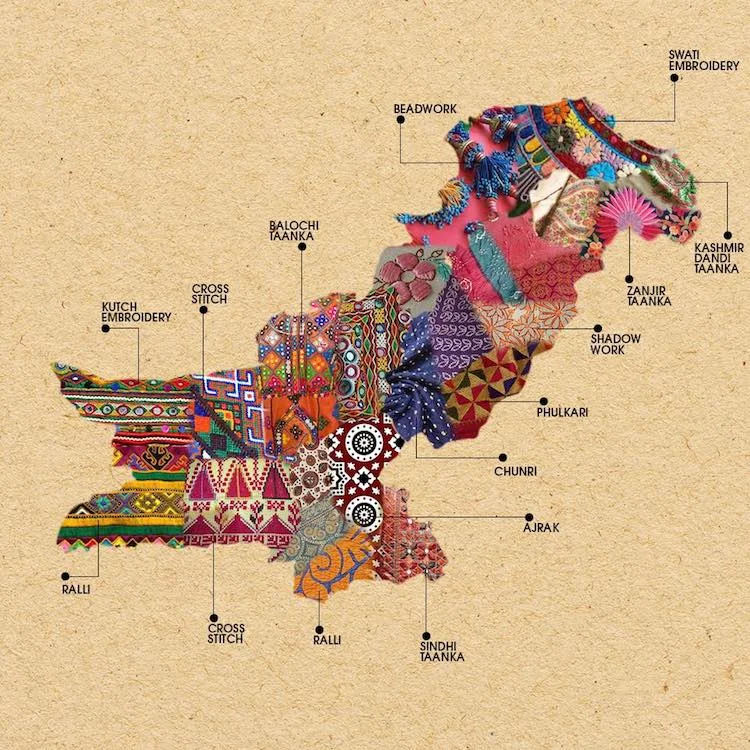 SWATI
EMBROIDERY
BEADWORK
BALOCHI
TAANKA
KASHMIR
DANDI
TAANKA
CROSS
STITCH
ZANJIR
TAANKA
KUTCH
EMBROIDERY
SHADOW
WORK
PHULKARI
CHUNRI
AJRAK
RALLI
CROSS
STITCH
RALLI
SINDHI
TAANKA